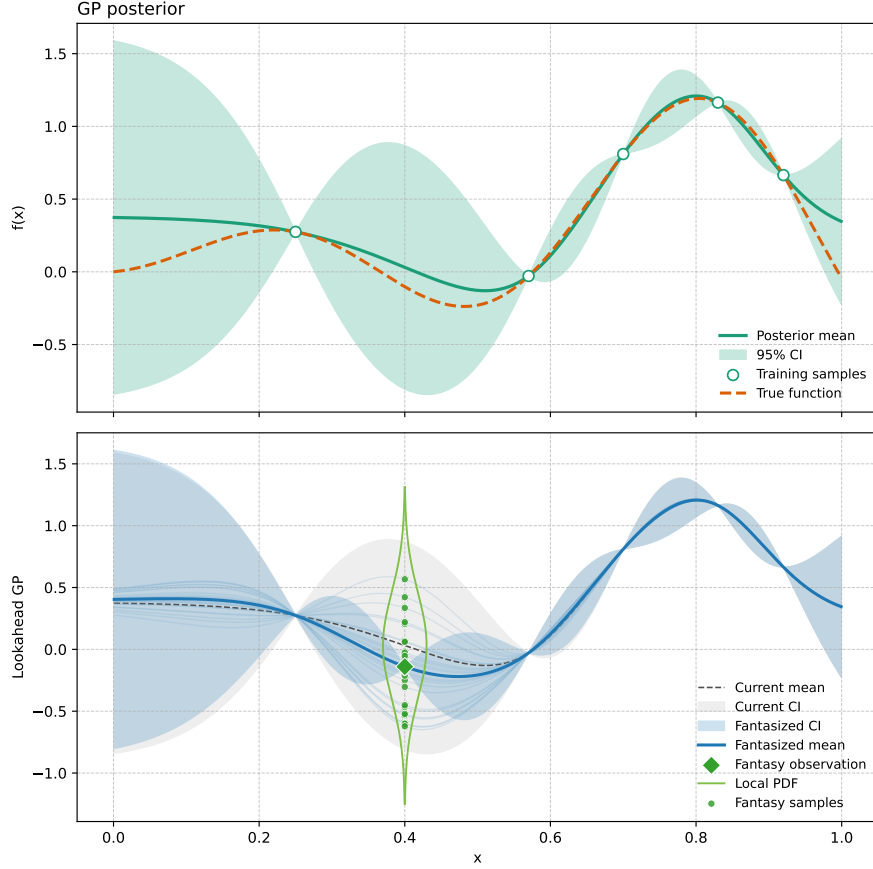 GP posterior
1.5
1.0
0.5
0.0
−0.5
f(x)
Posterior mean
95% CI
Training samples
True function
1.5
1.0
0.5
0.0
−0.5
−1.0
Lookahead GP
Current mean
Current CI
Fantasized CI
Fantasized mean
Fantasy observation
Local PDF
Fantasy samples
0.0 0.2 0.4 0.6 0.8 1.0
x